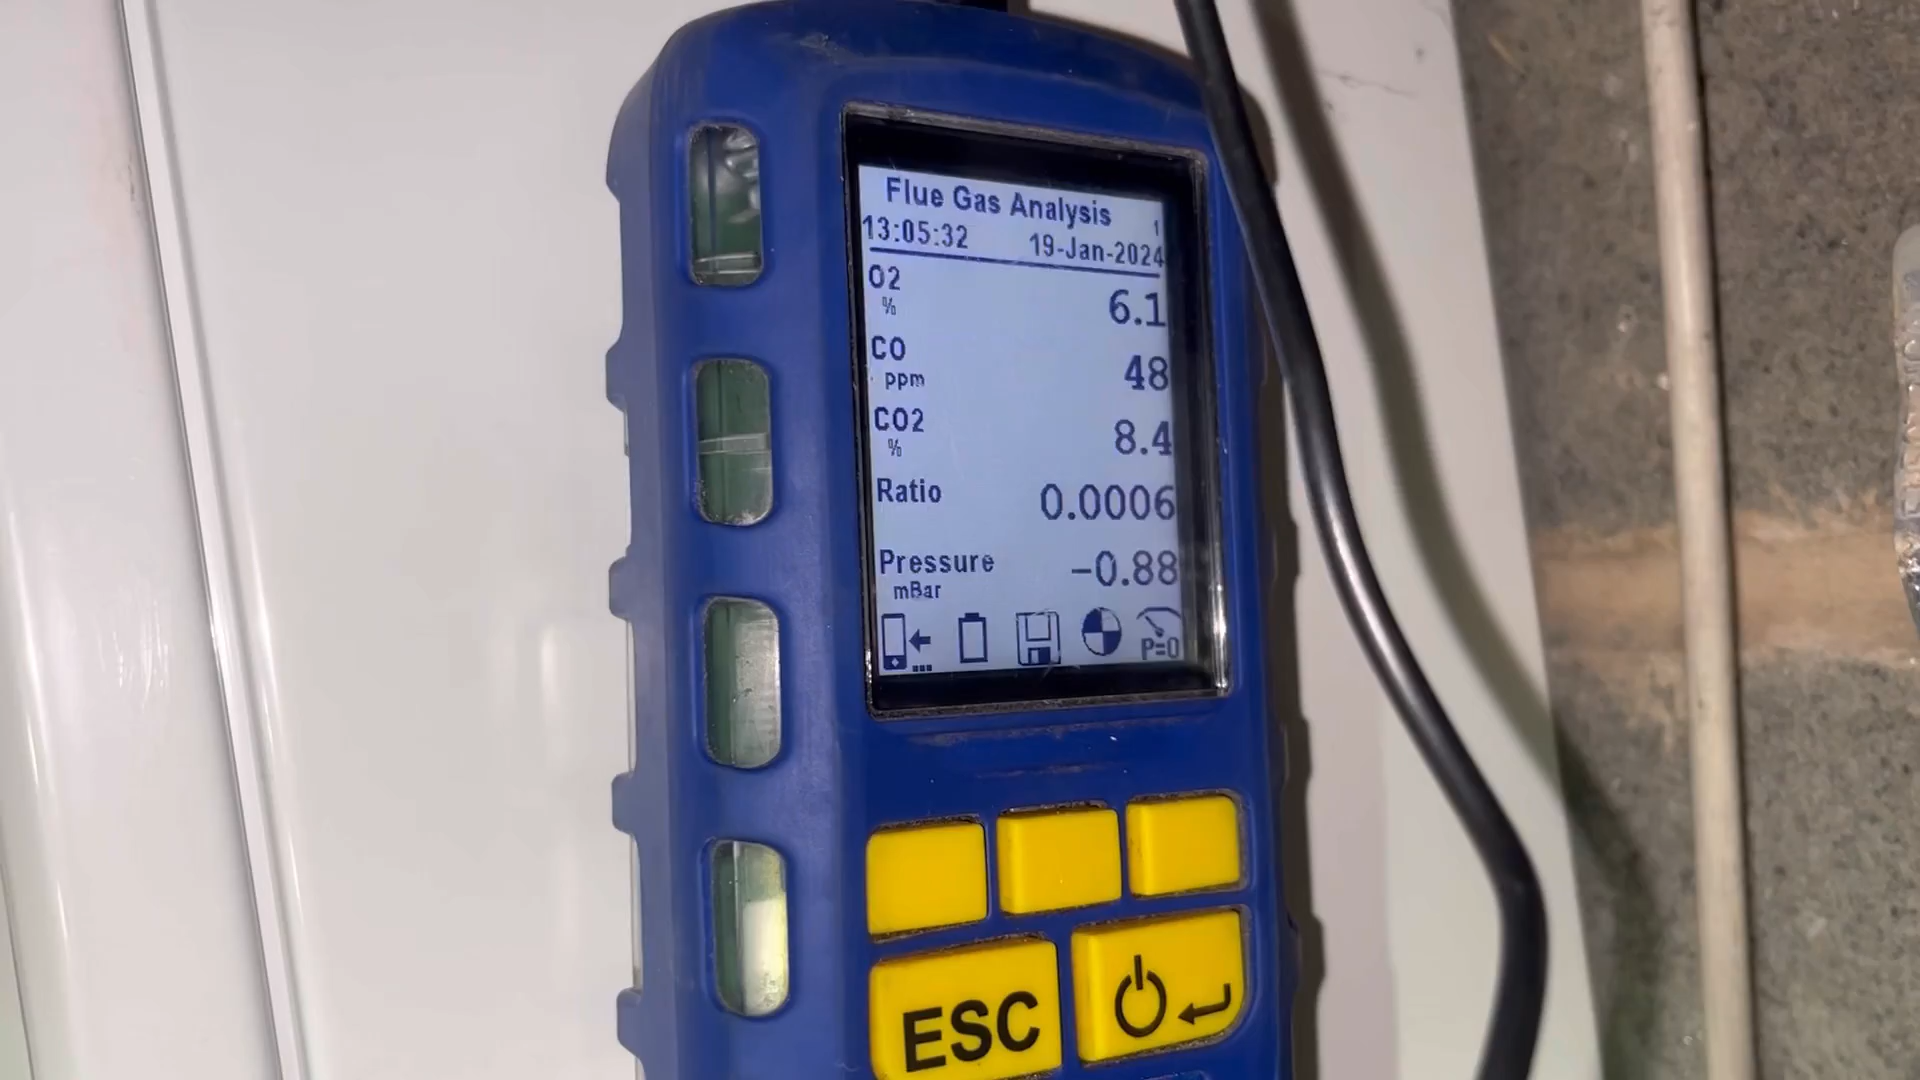 Flue Gas Analysis 1
13:05:32 19-Jan-2024
O2 % 6.1
CO ppm 48
CO2 % 8.4
Ratio 0.0006
Pressure mBar -0.88
P=0
ESC